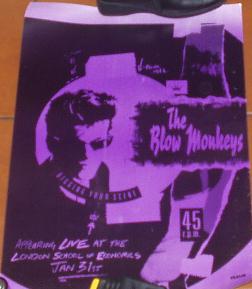 The
Blow Monkeys
DIGGING YOUR SCENE
45
r.p.m.
APPEARING LIVE AT THE
LONDON SCHOOL OF ECONOMICS
JAN 31ST